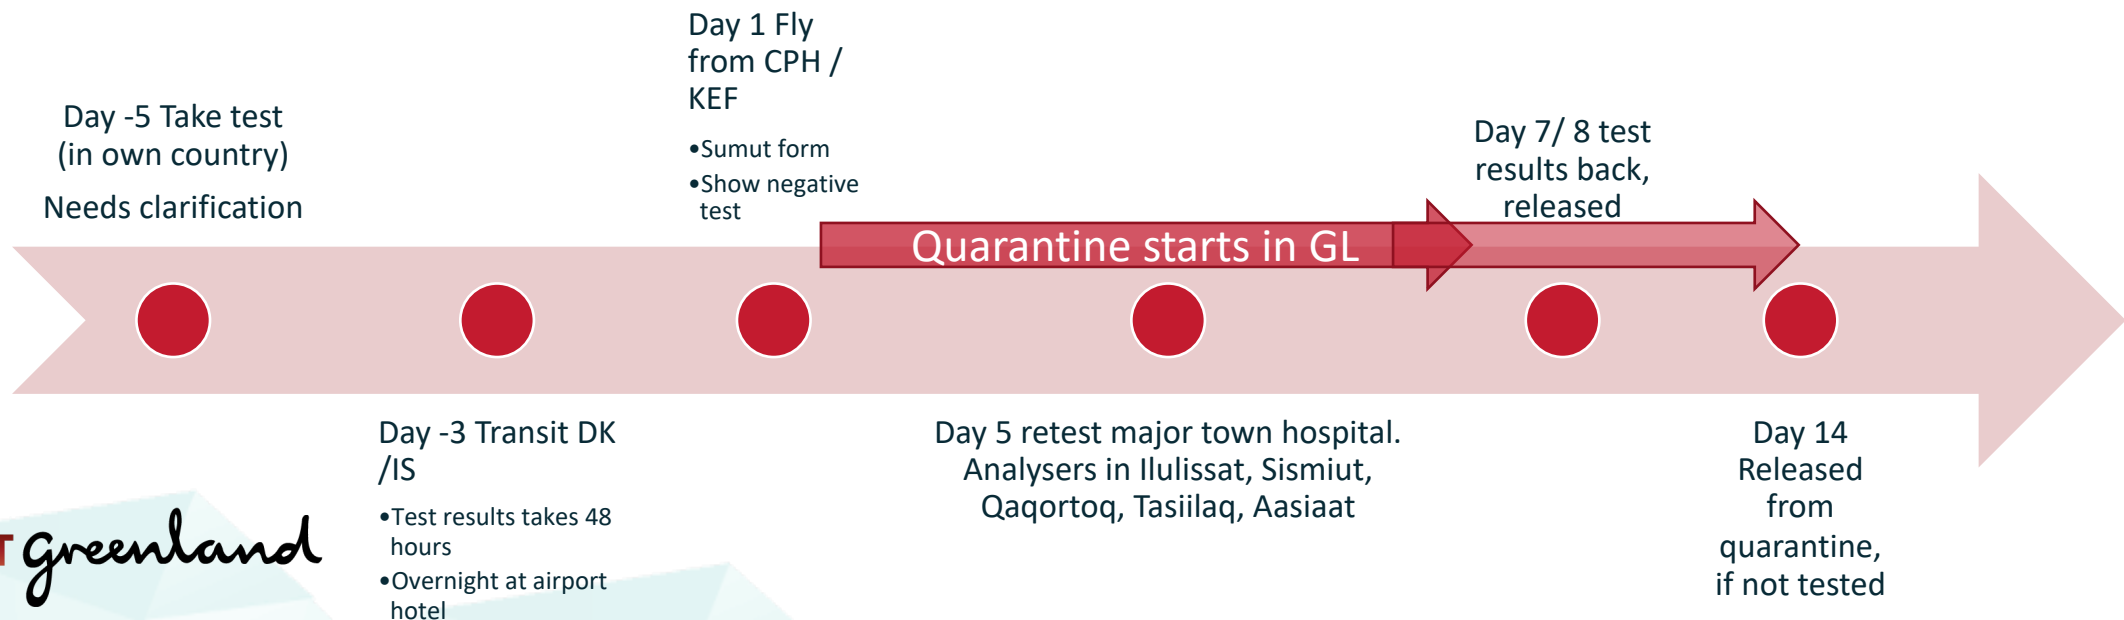 Day -5 Take test
(in own country)
Needs clarification
Day -3 Transit DK
/IS
•Test results takes 48
hours
•Overnight at airport
hotel
Day 1 Fly
from CPH /
KEF
•Sumut form
•Show negative
test
Quarantine starts in GL
Day 5 retest major town hospital.
Analysers in Ilulissat, Sismiut,
Qaqortoq, Tasiilaq, Aasiaat
Day 7/ 8 test
results back,
released
Day 14
Released
from
quarantine,
if not tested
T greenland